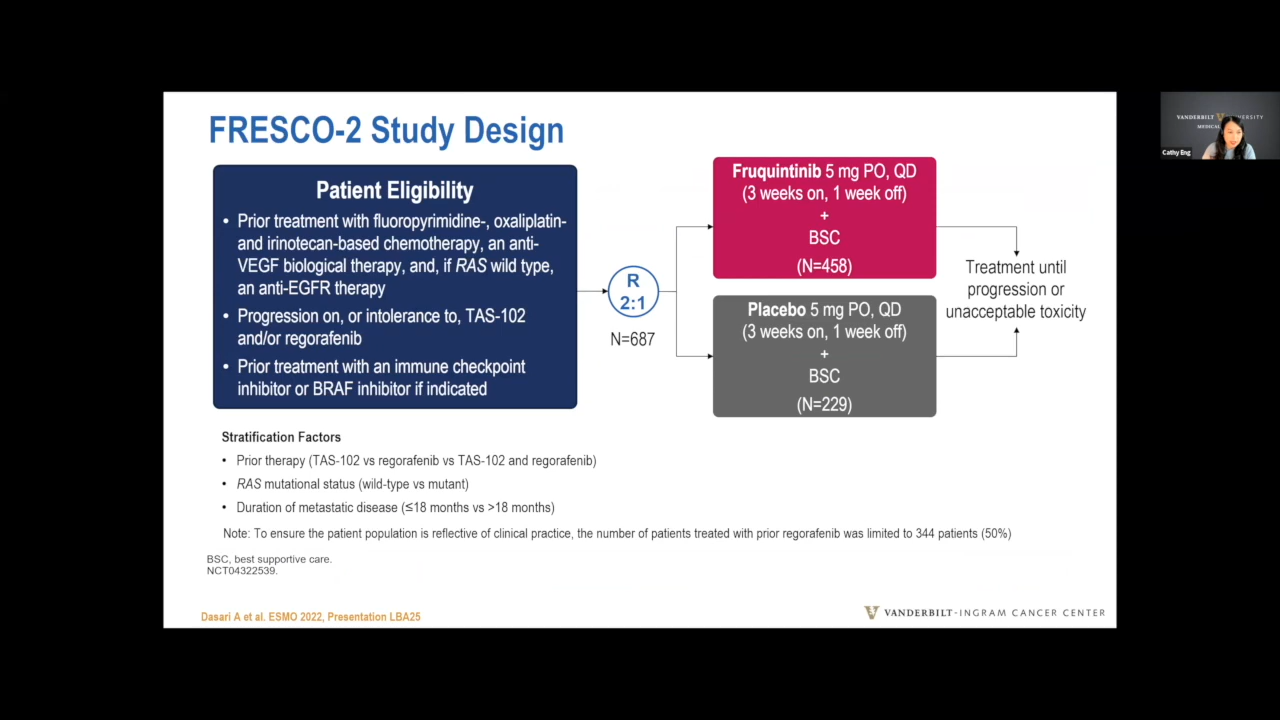 FRESCO-2 Study Design
Patient Eligibility
• Prior treatment with fluoropyrimidine-, oxaliplatin-
and irinotecan-based chemotherapy, an anti-
VEGF biological therapy, and, if RAS wild type,
an anti-EGFR therapy
• Progression on, or intolerance to, TAS-102
and/or regorafenib
• Prior treatment with an immune checkpoint
inhibitor or BRAF inhibitor if indicated
R
2:1
N=687
Fruquintinib 5 mg PO, QD
(3 weeks on, 1 week off)
+
BSC
(N=458)
Placebo 5 mg PO, QD
(3 weeks on, 1 week off)
+
BSC
(N=229)
Treatment until
progression or
unacceptable toxicity
Stratification Factors
• Prior therapy (TAS-102 vs regorafenib vs TAS-102 and regorafenib)
• RAS mutational status (wild-type vs mutant)
• Duration of metastatic disease (≤18 months vs >18 months)
Note: To ensure the patient population is reflective of clinical practice, the number of patients treated with prior regorafenib was limited to 344 patients (50%)
BSC, best supportive care.
NCT04322539.
Dasari A et al. ESMO 2022, Presentation LBA25
VANDERBILT-INGRAM CANCER CENTER
VANDERBILT
Cathy Eng